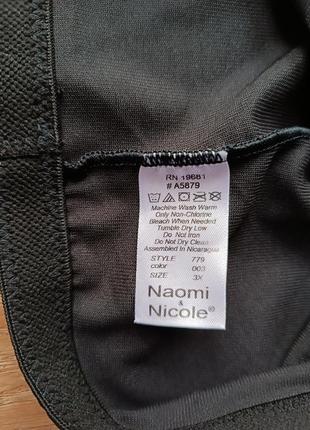 RN 19681
# A5879
Machine Wash Warm
Only Non-Chlorine
Bleach When Needed
Tumble Dry Low
Do Not Iron
Do Not Dry Clean
Assembled In Nicaragua
STYLE 779
color 003
SIZE 3X
Naomi
&
Nicole®